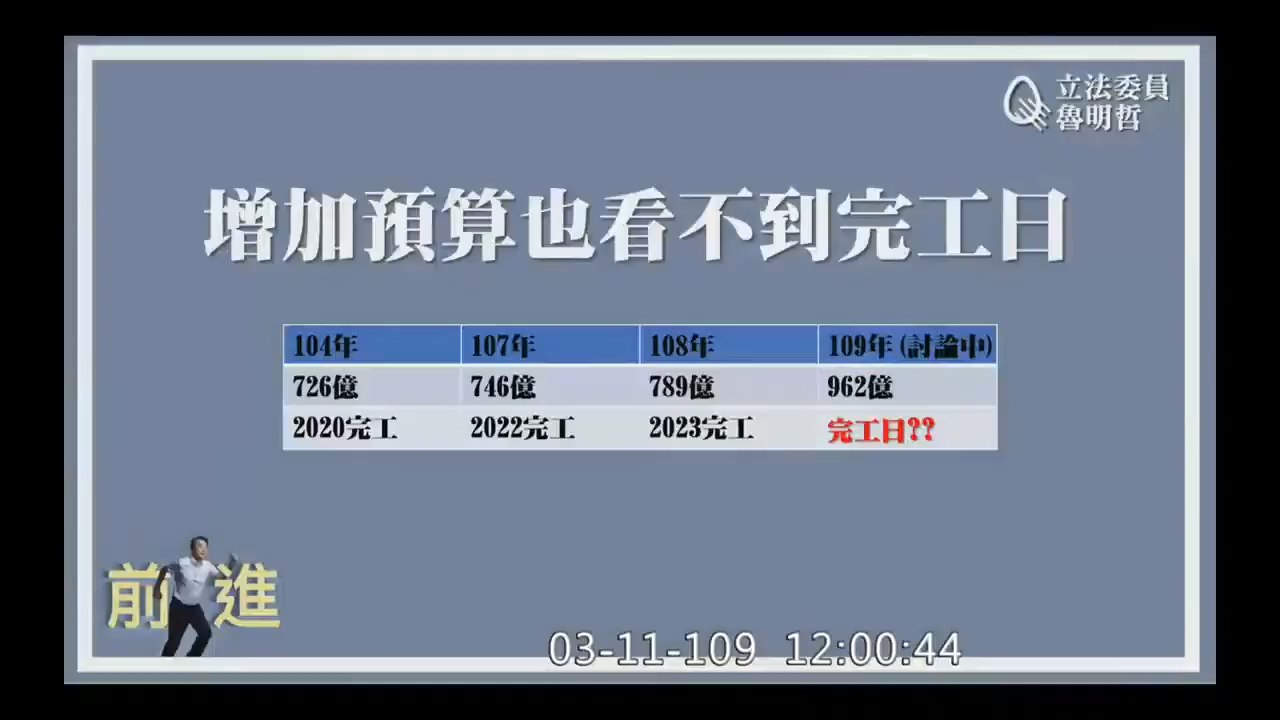 立法委員
魯明哲
增加預算也看不到完工日
104年 107年 108年 109年 (討論中)
726億 746億 789億 962億
2020完工 2022完工 2023完工 完工日??
前進
03-11-109 12:00:44